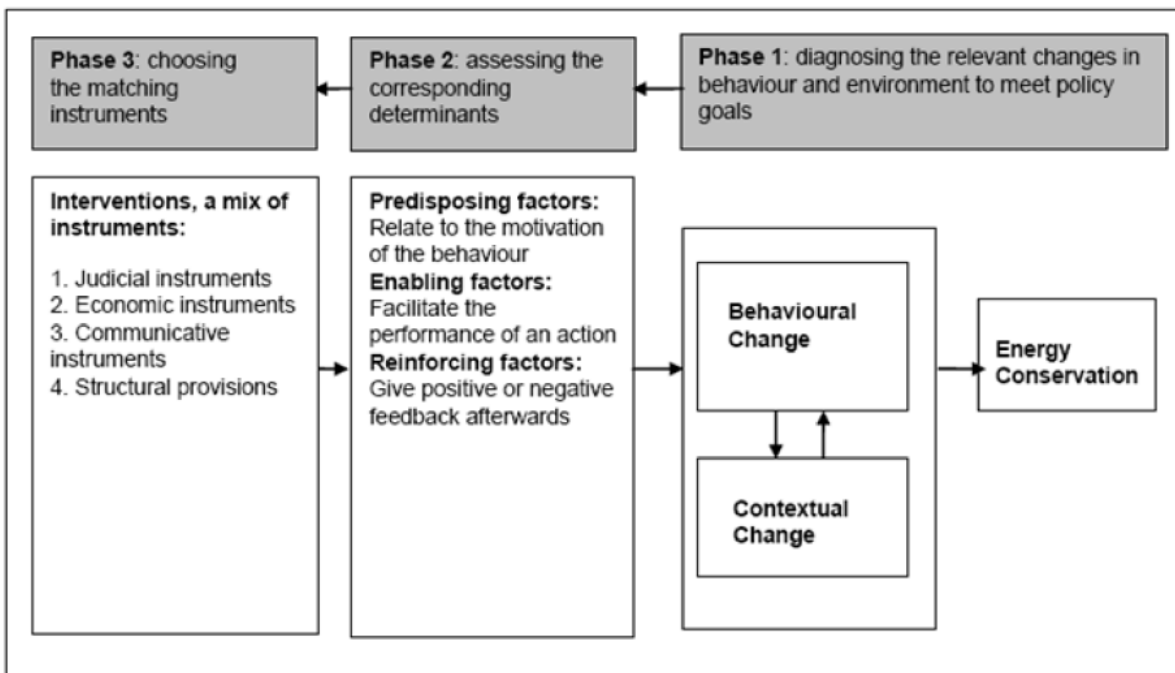 Phase 3: choosing
the matching
instruments
Phase 2: assessing the
corresponding
determinants
Phase 1: diagnosing the relevant changes in
behaviour and environment to meet policy
goals
Interventions, a mix of
instruments:
1. Judicial instruments
2. Economic instruments
3. Communicative
instruments
4. Structural provisions
Predisposing factors:
Relate to the motivation
of the behaviour
Enabling factors:
Facilitate the
performance of an action
Reinforcing factors:
Give positive or negative
feedback afterwards
Behavioural
Change
Contextual
Change
Energy
Conservation